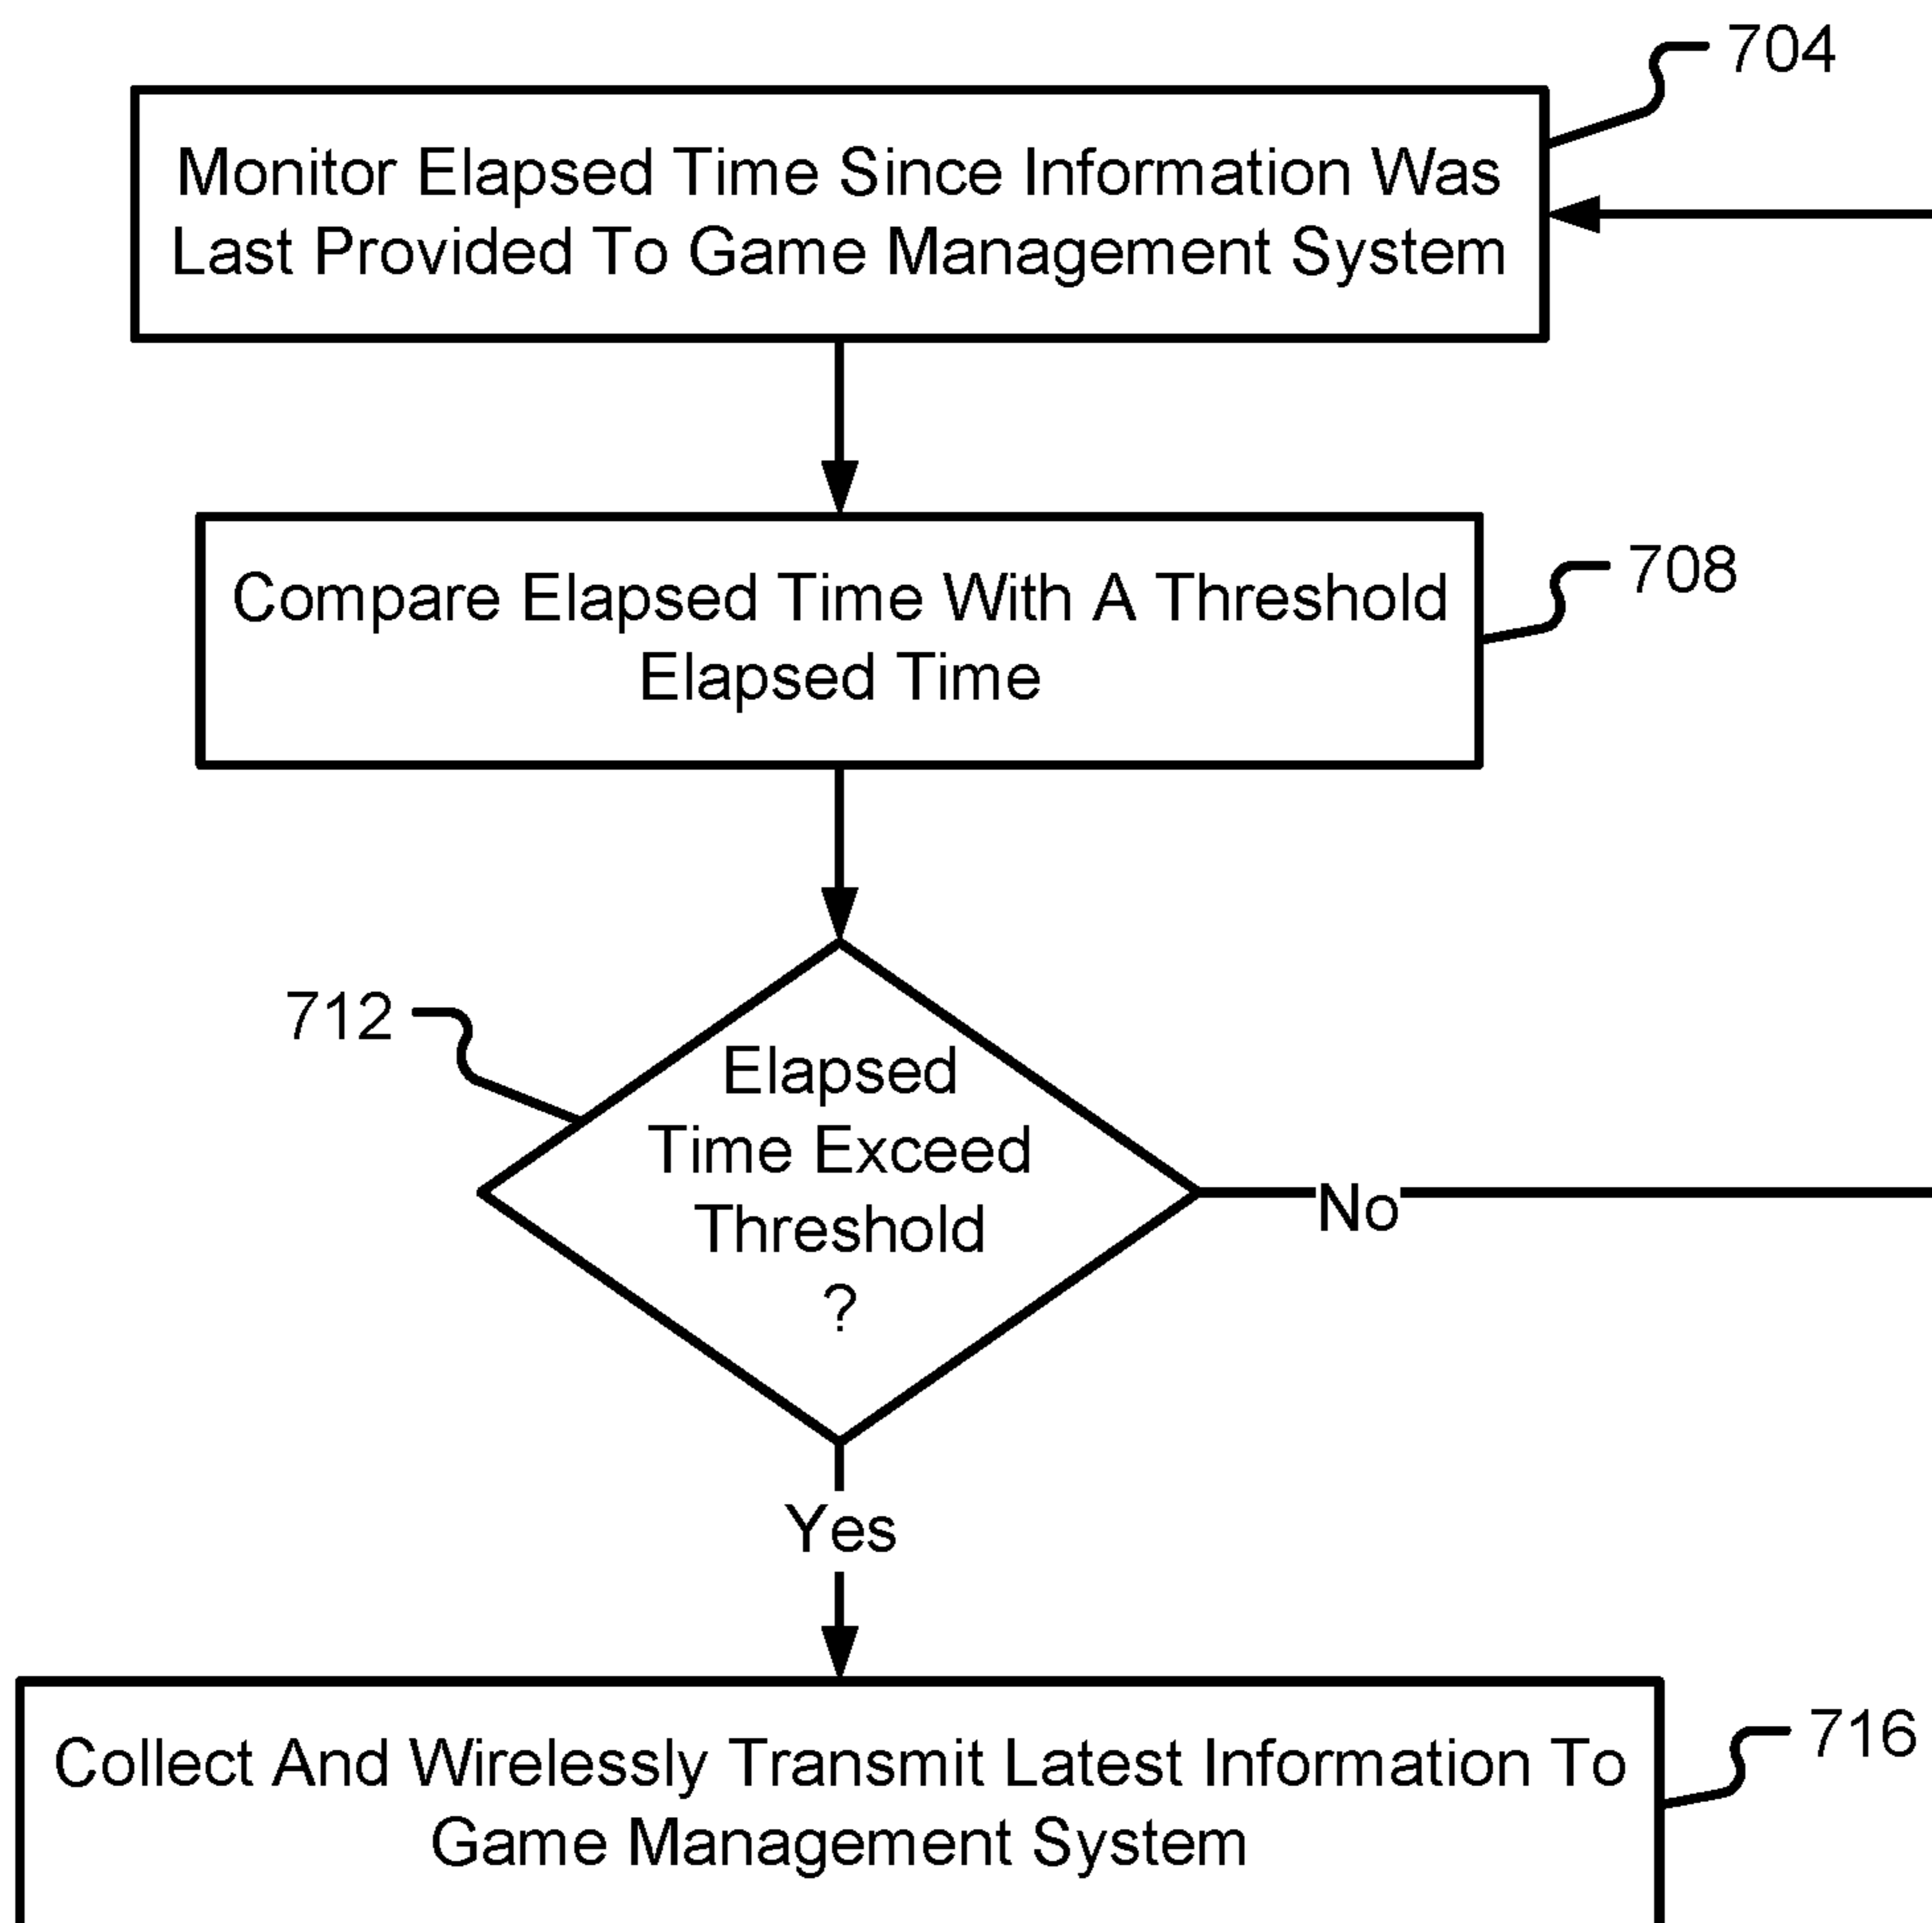 704
Monitor Elapsed Time Since Information Was
Last Provided To Game Management System
708
Compare Elapsed Time With A Threshold
Elapsed Time
712
Elapsed
Time Exceed
Threshold
?
No
Yes
716
Collect And Wirelessly Transmit Latest Information To
Game Management System